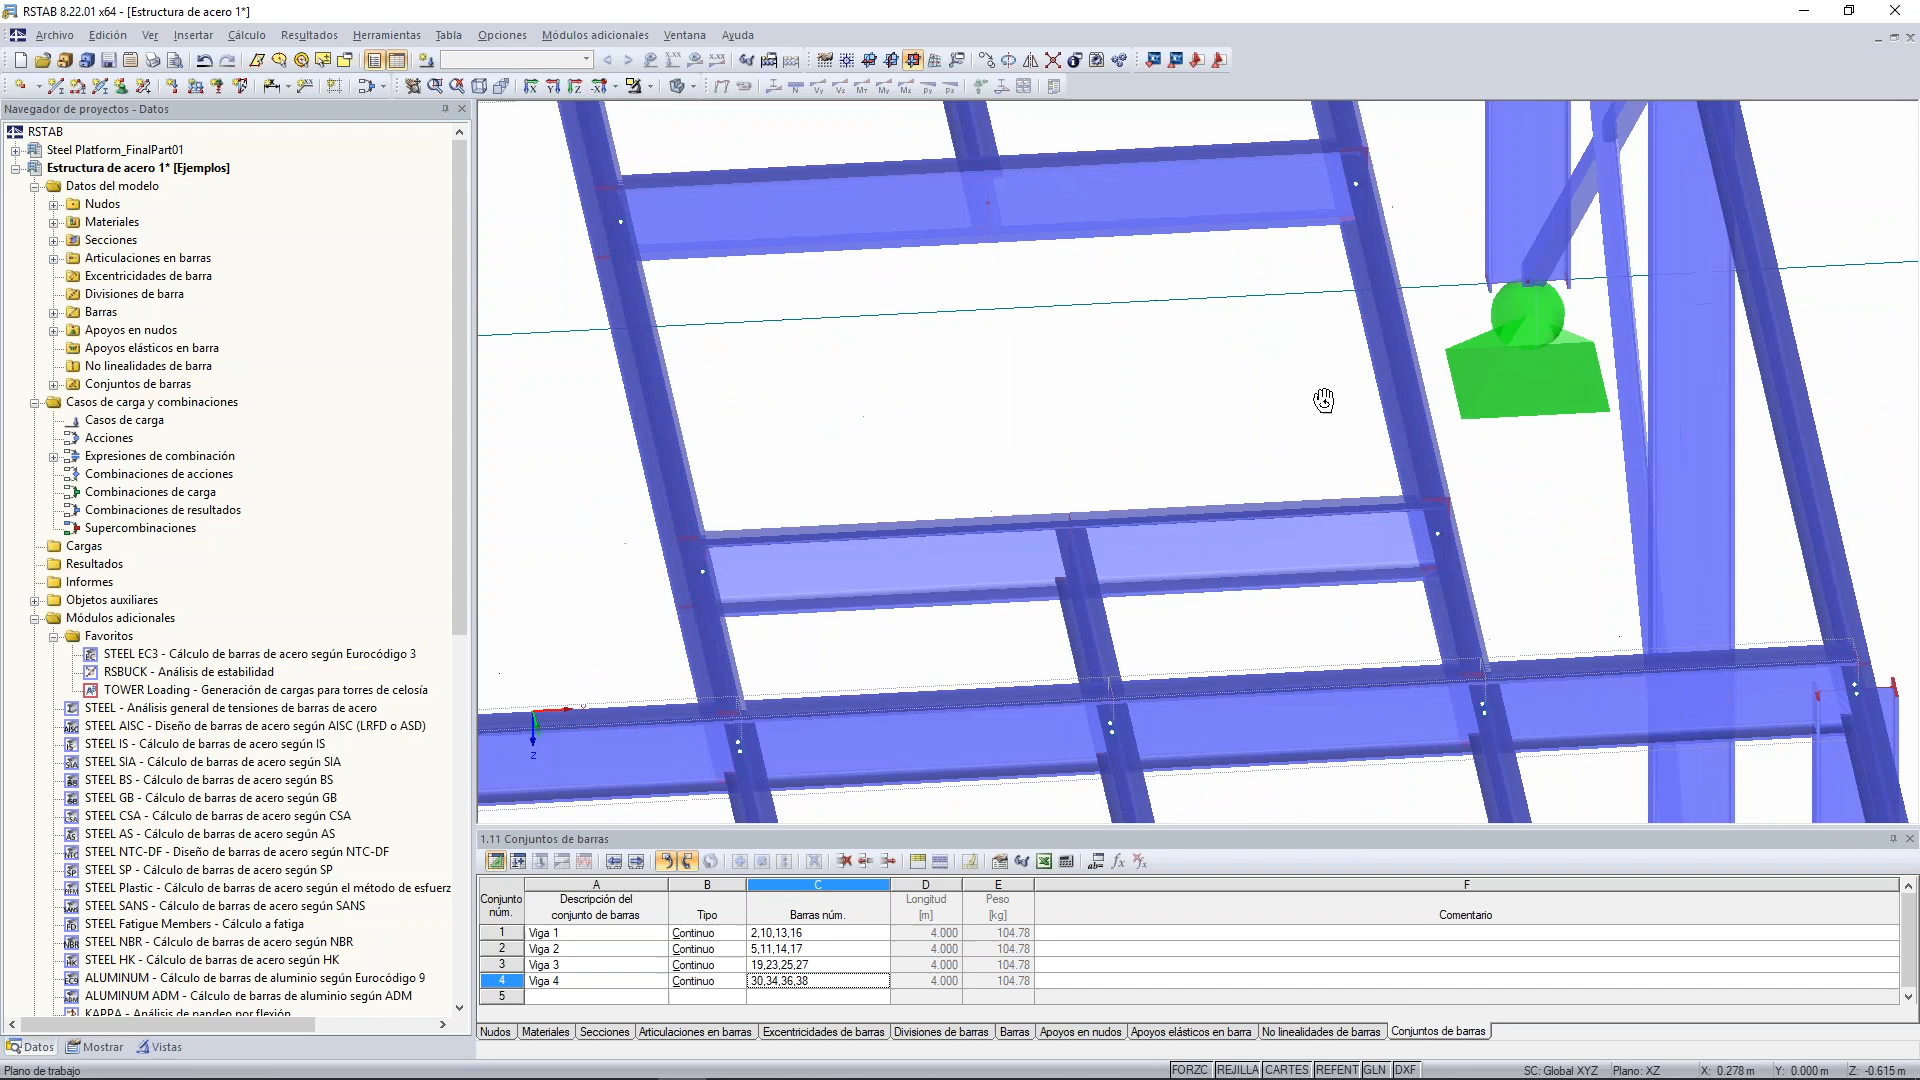 RSTAB 8.22.01 x64 - [Estructura de acero 1*]
Archivo Edición Ver Insertar Cálculo Resultados Herramientas Tabla Opciones Módulos adicionales Ventana Ayuda
Navegador de proyectos - Datos
RSTAB
Steel Platform_FinalPart01
Estructura de acero 1* [Ejemplos]
Datos del modelo
Nudos
Materiales
Secciones
Articulaciones en barras
Excentricidades de barra
Divisiones de barra
Barras
Apoyos en nudos
Apoyos elásticos en barra
No linealidades de barra
Conjuntos de barras
Casos de carga y combinaciones
Casos de carga
Acciones
Expresiones de combinación
Combinaciones de acciones
Combinaciones de carga
Combinaciones de resultados
Supercombinaciones
Cargas
Resultados
Informes
Objetos auxiliares
Módulos adicionales
Favoritos
STEEL EC3 - Cálculo de barras de acero según Eurocódigo 3
RSBUCK - Análisis de estabilidad
TOWER Loading - Generación de cargas para torres de celosía
STEEL - Análisis general de tensiones de barras de acero
STEEL AISC - Diseño de barras de acero según AISC (LRFD o ASD)
STEEL IS - Cálculo de barras de acero según IS
STEEL SIA - Cálculo de barras de acero según SIA
STEEL BS - Cálculo de barras de acero según BS
STEEL GB - Cálculo de barras de acero según GB
STEEL CSA - Cálculo de barras de acero según CSA
STEEL AS - Cálculo de barras de acero según AS
STEEL NTC-DF - Diseño de barras de acero según NTC-DF
STEEL SP - Cálculo de barras de acero según SP
STEEL Plastic - Cálculo de barras de acero según el método de esfuerz
STEEL SANS - Cálculo de barras de acero según SANS
STEEL Fatigue Members - Cálculo a fatiga
STEEL NBR - Cálculo de barras de acero según NBR
STEEL HK - Cálculo de barras de acero según HK
ALUMINUM - Cálculo de barras de aluminio según Eurocódigo 9
ALUMINUM ADM - Cálculo de barras de aluminio según ADM
KAPPA - Análisis de pandeo por flexión
Datos Mostrar Vistas
Z
1.11 Conjuntos de barras
A B C D E F
Conjunto Descripción del Longitud Peso
núm. conjunto de barras Tipo Barras núm. [m] [kg] Comentario
1 Viga 1 Continuo 2,10,13,16 4.000 104.78
2 Viga 2 Continuo 5,11,14,17 4.000 104.78
3 Viga 3 Continuo 19,23,25,27 4.000 104.78
4 Viga 4 Continuo 30,34,36,38 4.000 104.78
5
Nudos Materiales Secciones Articulaciones en barras Excentricidades de barras Divisiones de barras Barras Apoyos en nudos Apoyos elásticos en barra No linealidades de barras Conjuntos de barras
Plano de trabajo FORZC REJILLA CARTES REFENT GLN DXF SC: Global XYZ Plano: XZ X: 0.278 m Y: 0.000 m Z: -0.615 m